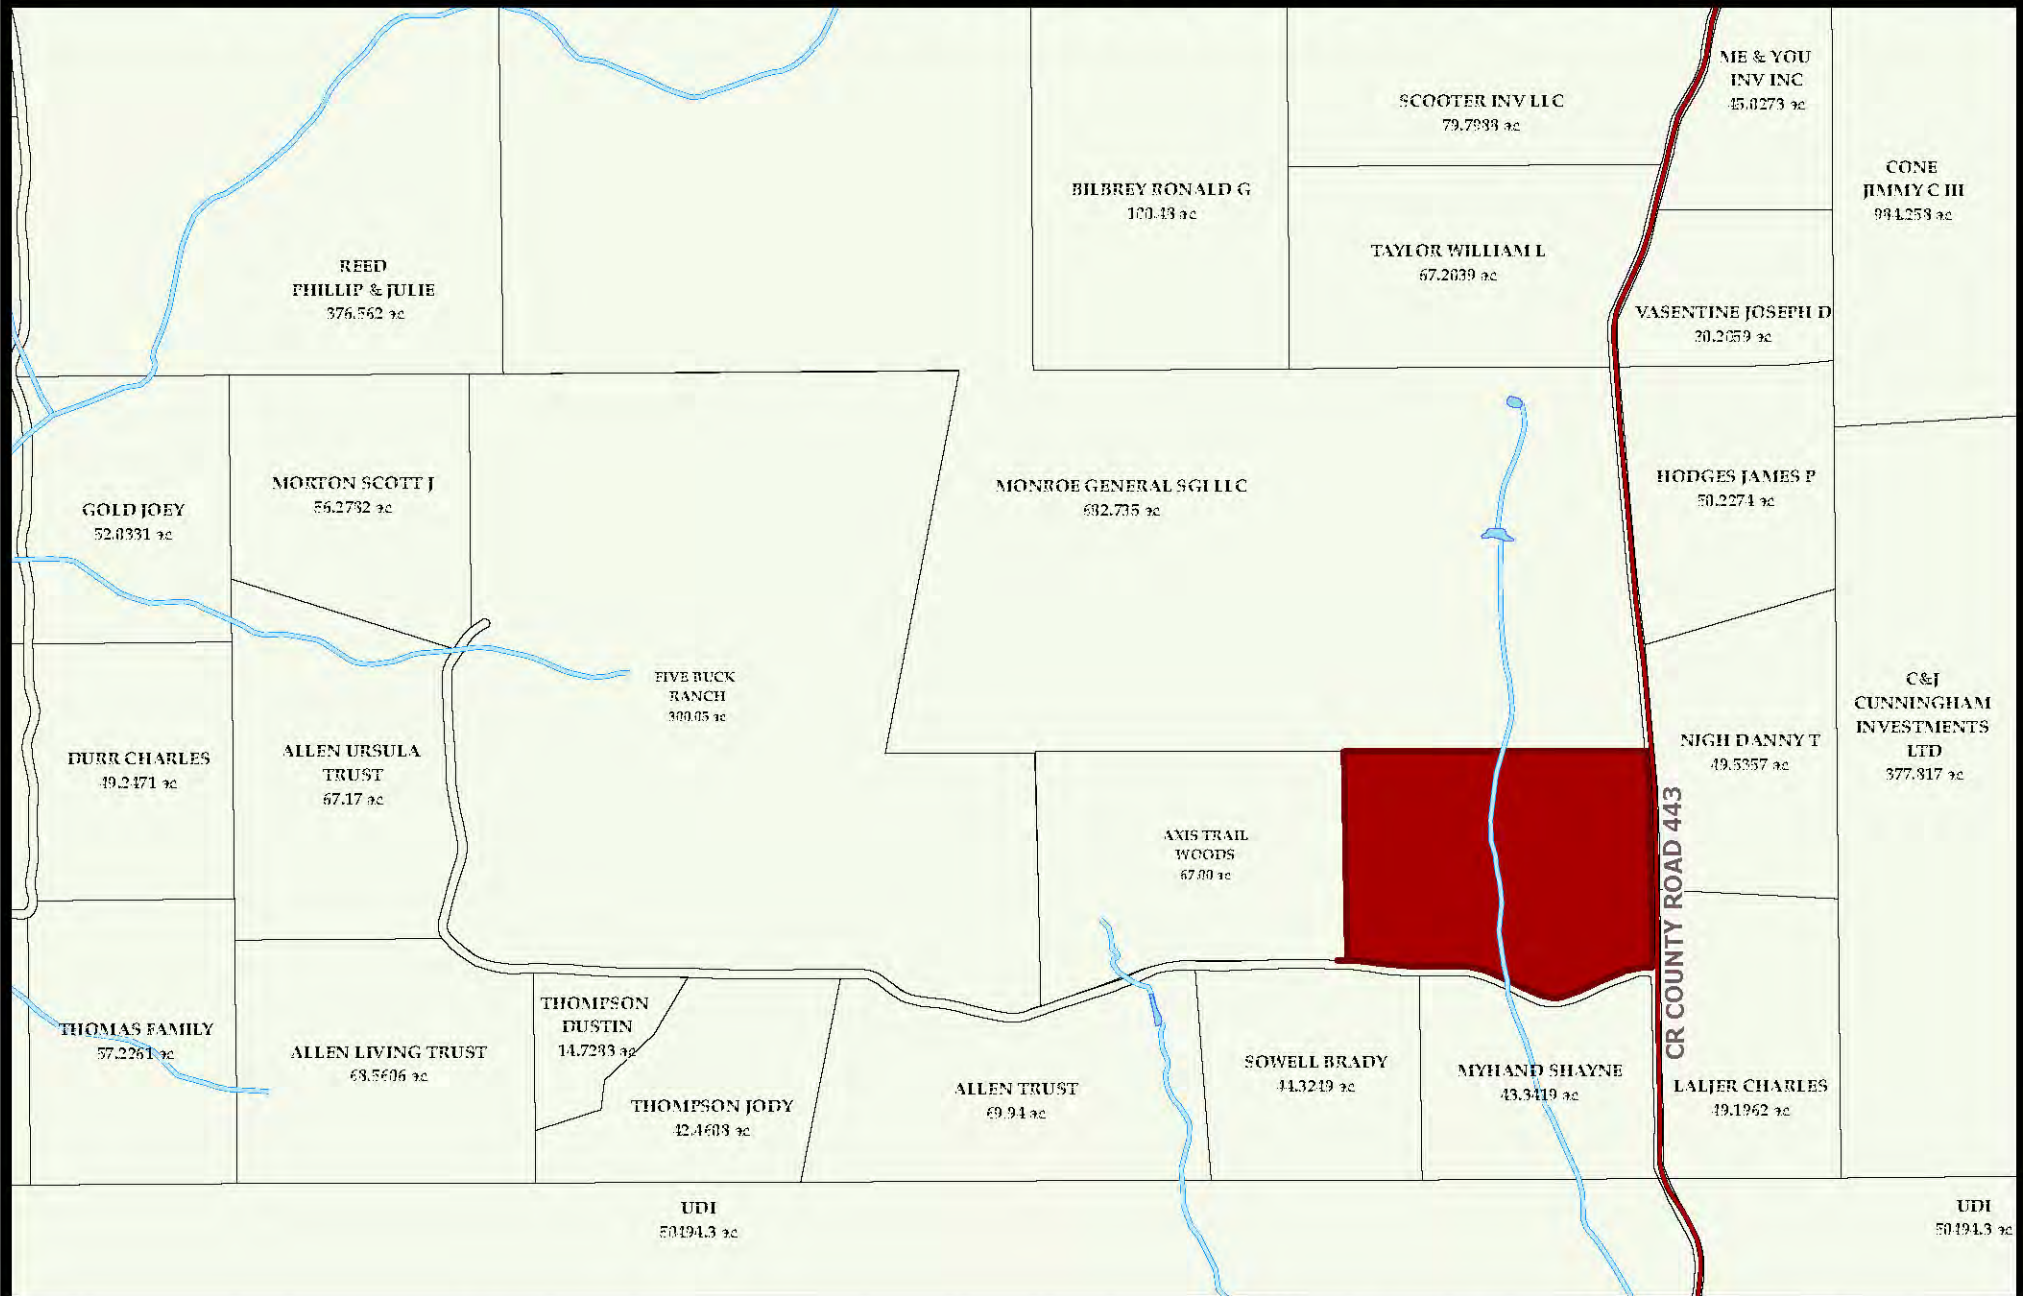 ME & YOU
INV INC
45.0273 ac
SCOOTER INV LLC
79.7988 ac
CONE
JIMMY C III
984.258 ac
BILBREY RONALD G
100.48 ac
TAYLOR WILLIAM L
67.2039 ac
REED
PHILLIP & JULIE
376.562 ac
VASENTINE JOSEPH D
30.2059 ac
MORTON SCOTT J
56.2782 ac
MONROE GENERAL SGI LLC
682.735 ac
HODGES JAMES P
50.2274 ac
GOLD JOEY
52.0331 ac
FIVE BUCK
RANCH
300.05 ac
C&J
CUNNINGHAM
INVESTMENTS
LTD
377.817 ac
NIGH DANNY T
49.5357 ac
DURR CHARLES
49.2471 ac
ALLEN URSULA
TRUST
67.17 ac
AXIS TRAIL
WOODS
67.00 ac
CR COUNTY ROAD 443
THOMAS FAMILY
57.2261 ac
ALLEN LIVING TRUST
68.5606 ac
THOMPSON
DUSTIN
14.7283 ac
THOMPSON JODY
42.4608 ac
ALLEN TRUST
69.94 ac
SOWELL BRADY
44.3249 ac
MYHAND SHAYNE
43.3419 ac
LALJER CHARLES
49.1962 ac
UDI
50494.3 ac
UDI
50494.3 ac